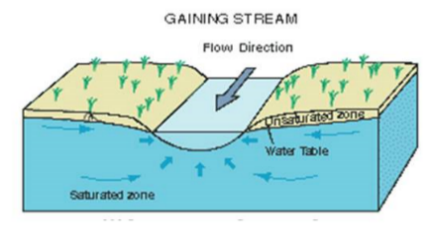 GAINING STREAM
Flow Direction
Unsaturated zone
Water Table
Saturated zone